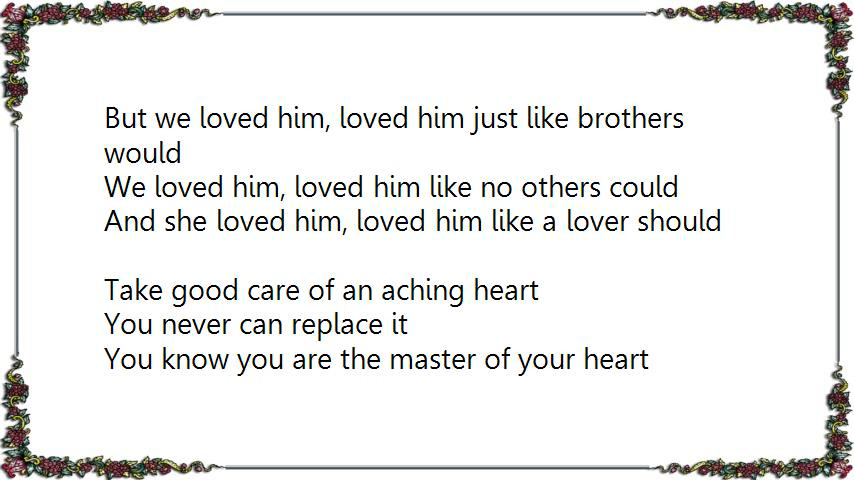 But we loved him, loved him just like brothers
would
We loved him, loved him like no others could
And she loved him, loved him like a lover should
Take good care of an aching heart
You never can replace it
You know you are the master of your heart